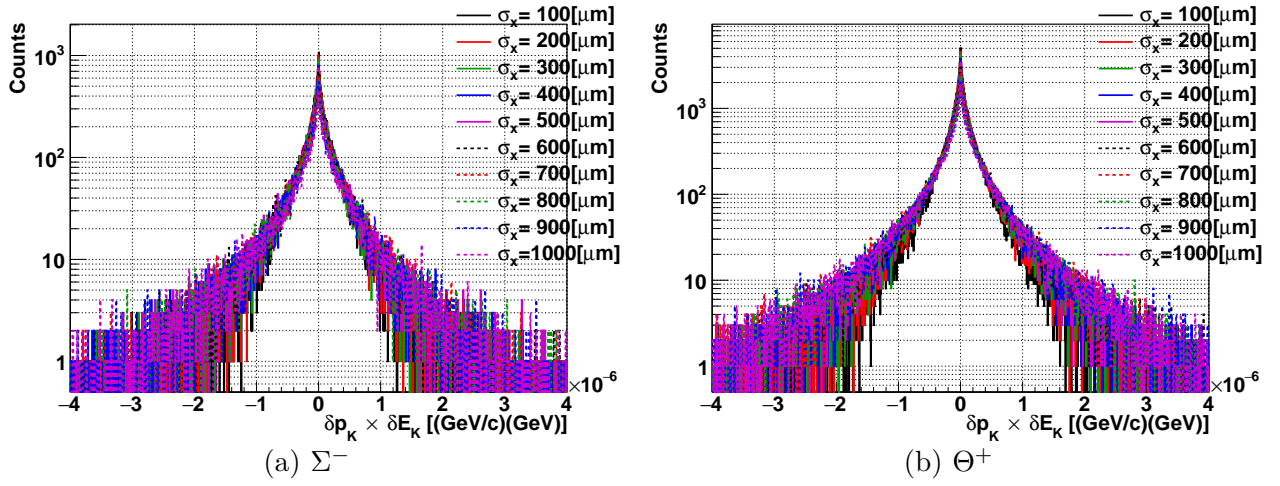 Counts
10³
10²
10
1
σₓ= 100[μm]
σₓ= 200[μm]
σₓ= 300[μm]
σₓ= 400[μm]
σₓ= 500[μm]
σₓ= 600[μm]
σₓ= 700[μm]
σₓ= 800[μm]
σₓ= 900[μm]
σₓ=1000[μm]
−4 −3 −2 −1 0 1 2 3 4
×10⁻⁶
δp_K × δE_K [(GeV/c)(GeV)]
(a) Σ⁻
Counts
10³
10²
10
1
σₓ= 100[μm]
σₓ= 200[μm]
σₓ= 300[μm]
σₓ= 400[μm]
σₓ= 500[μm]
σₓ= 600[μm]
σₓ= 700[μm]
σₓ= 800[μm]
σₓ= 900[μm]
σₓ=1000[μm]
−4 −3 −2 −1 0 1 2 3 4
×10⁻⁶
δp_K × δE_K [(GeV/c)(GeV)]
(b) Θ⁺